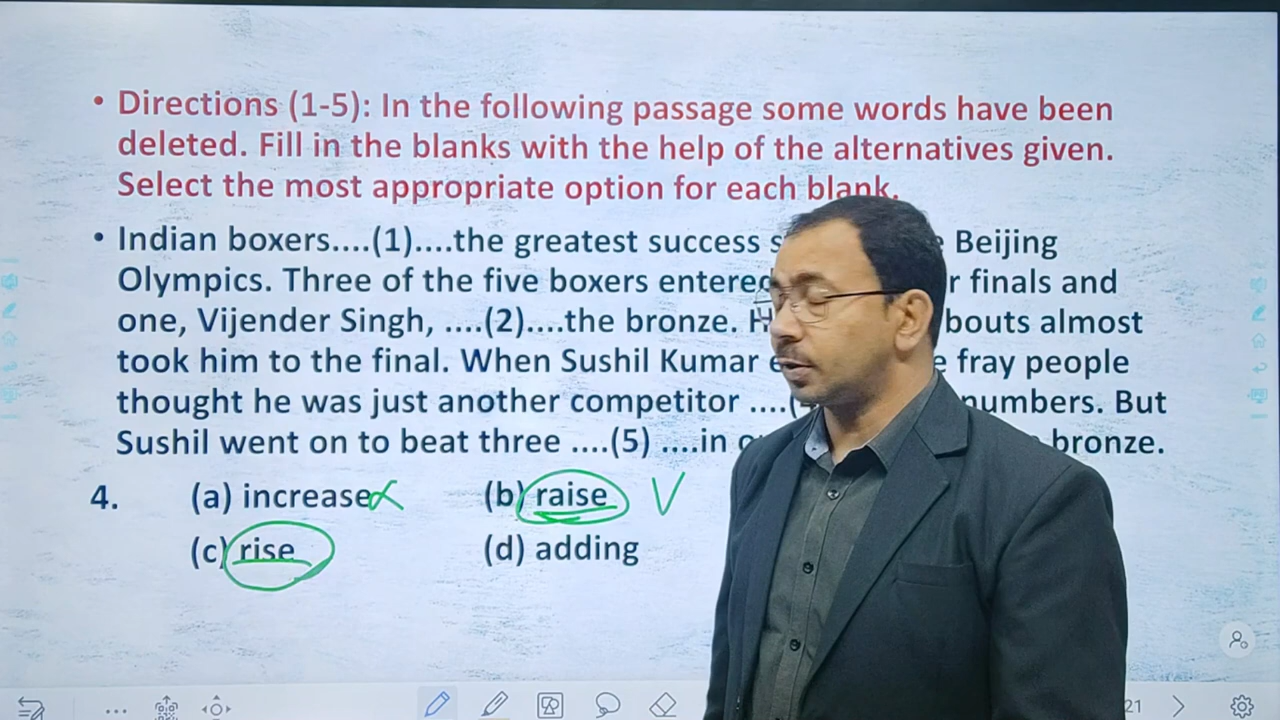 • Directions (1-5): In the following passage some words have been
deleted. Fill in the blanks with the help of the alternatives given.
Select the most appropriate option for each blank.
• Indian boxers....(1)....the greatest success Beijing
Olympics. Three of the five boxers entered finals and
one, Vijender Singh, ....(2)....the bronze. bouts almost
took him to the final. When Sushil Kumar fray people
thought he was just another competitor .... numbers. But
Sushil went on to beat three ....(5) ....in bronze.
4. (a) increase (b) raise V
(c) rise (d) adding
21